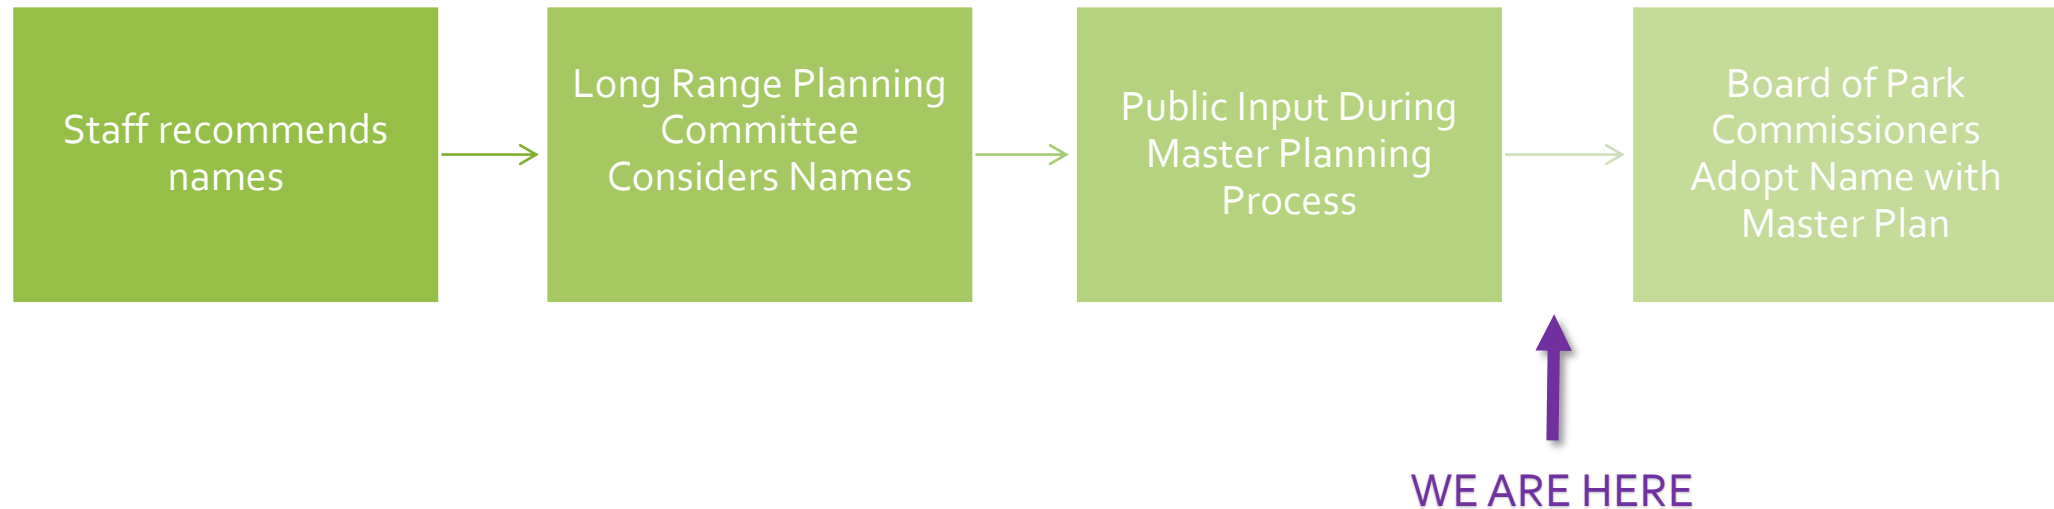 Staff recommends
names
Long Range Planning
Committee
Considers Names
Public Input During
Master Planning
Process
Board of Park
Commissioners
Adopt Name with
Master Plan
WE ARE HERE